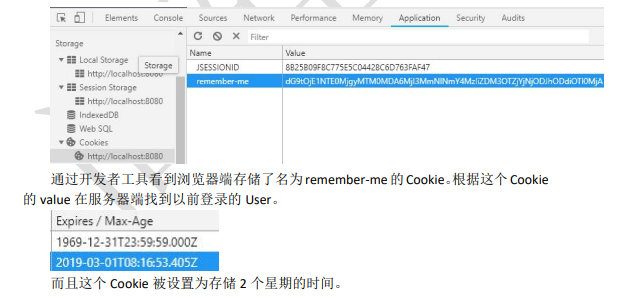 Elements Console Sources Network Performance Memory Application Security Audits
Storage
Filter
Name Value
Local Storage
Storage
JSESSIONID 8B25B09F8C775E5C04428C6D763FAF47
http://localhost:8080
remember-me
Session Storage
http://localhost:8080
IndexedDB
Web SQL
Cookies
http://localhost:8080
通过开发者工具看到浏览器端存储了名为 remember-me 的 Cookie。根据这个 Cookie
的 value 在服务器端找到以前登录的 User。
Expires / Max-Age
1969-12-31T23:59:59.000Z
2019-03-01T08:16:53.405Z
而且这个 Cookie 被设置为存储 2 个星期的时间。